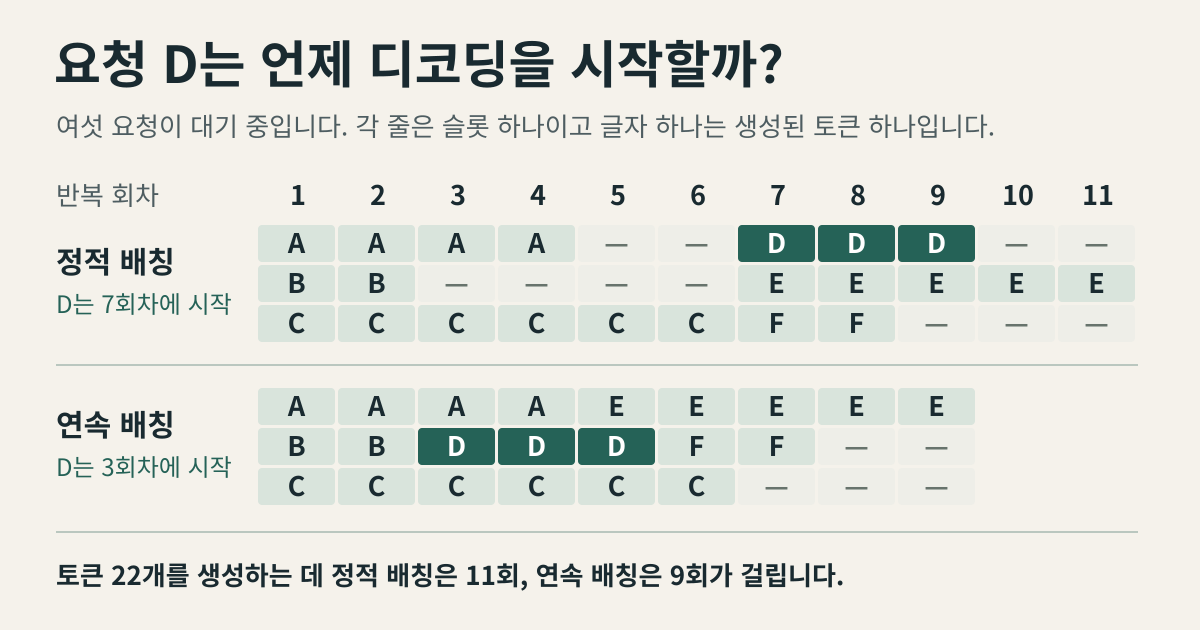 요청 D는 언제 디코딩을 시작할까?
여섯 요청이 대기 중입니다. 각 줄은 슬롯 하나이고 글자 하나는 생성된 토큰 하나입니다.
반복 회차 1 2 3 4 5 6 7 8 9 10 11
정적 배칭
D는 7회차에 시작
A A A A — — D D D — —
B B — — — — E E E E E
C C C C C C F F — — —
연속 배칭
D는 3회차에 시작
A A A A E E E E E
B B D D D F F — —
C C C C C C — — —
토큰 22개를 생성하는 데 정적 배칭은 11회, 연속 배칭은 9회가 걸립니다.